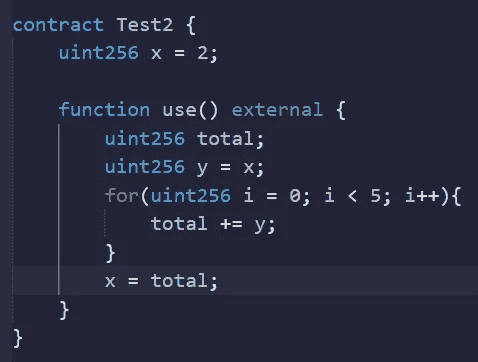 contract Test2 {
    uint256 x = 2;

    function use() external {
        uint256 total;
        uint256 y = x;
        for(uint256 i = 0; i < 5; i++){
            total += y;
        }
        x = total;
    }
}